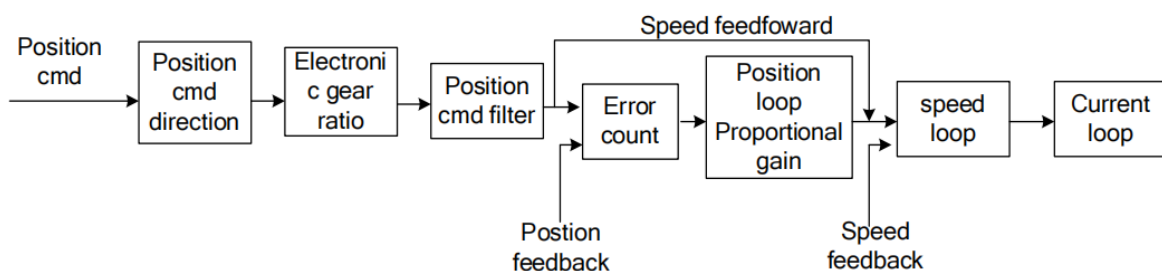 Position
cmd
Position
cmd
direction
Electroni
c gear
ratio
Position
cmd filter
Speed feedfoward
Error
count
Position
loop
Proportional
gain
speed
loop
Current
loop
Postion
feedback
Speed
feedback